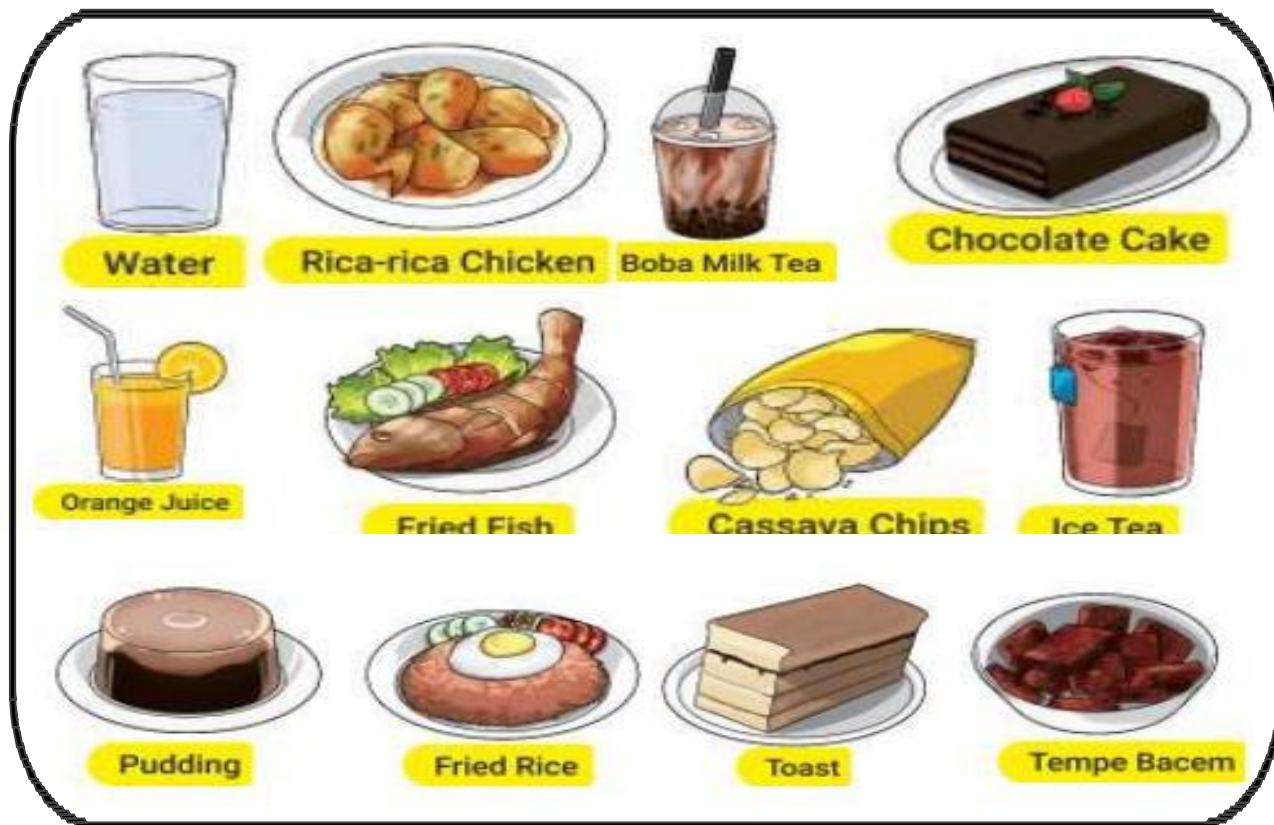 Water
Rica-rica Chicken
Boba Milk Tea
Chocolate Cake
Orange Juice
Fried Fish
Cassava Chips
Ice Tea
Pudding
Fried Rice
Toast
Tempe Bacem